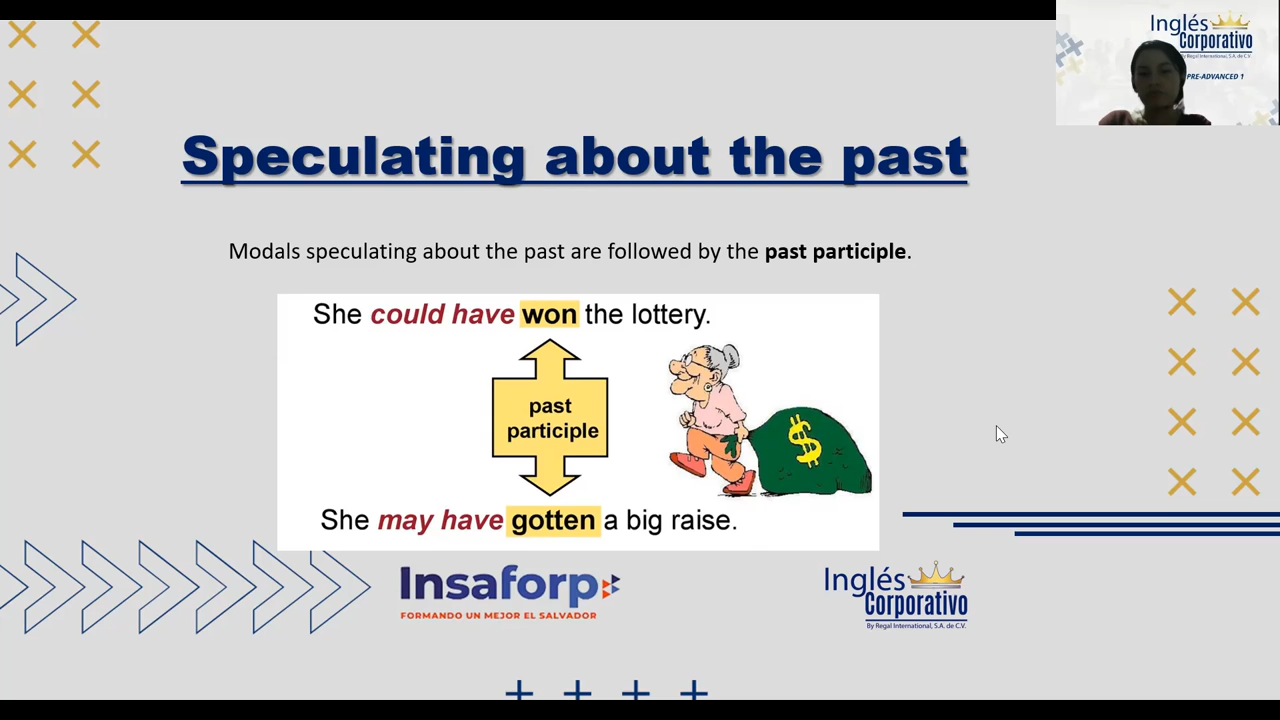 Inglés
Corporativo
By Regal International, S.A. de C.V.
PRE-ADVANCED 1
Speculating about the past
Modals speculating about the past are followed by the past participle.
She could have won the lottery.
past
participle
$
She may have gotten a big raise.
Insaforp
FORMANDO UN MEJOR EL SALVADOR
Inglés
Corporativo
By Regal International, S.A. de C.V.